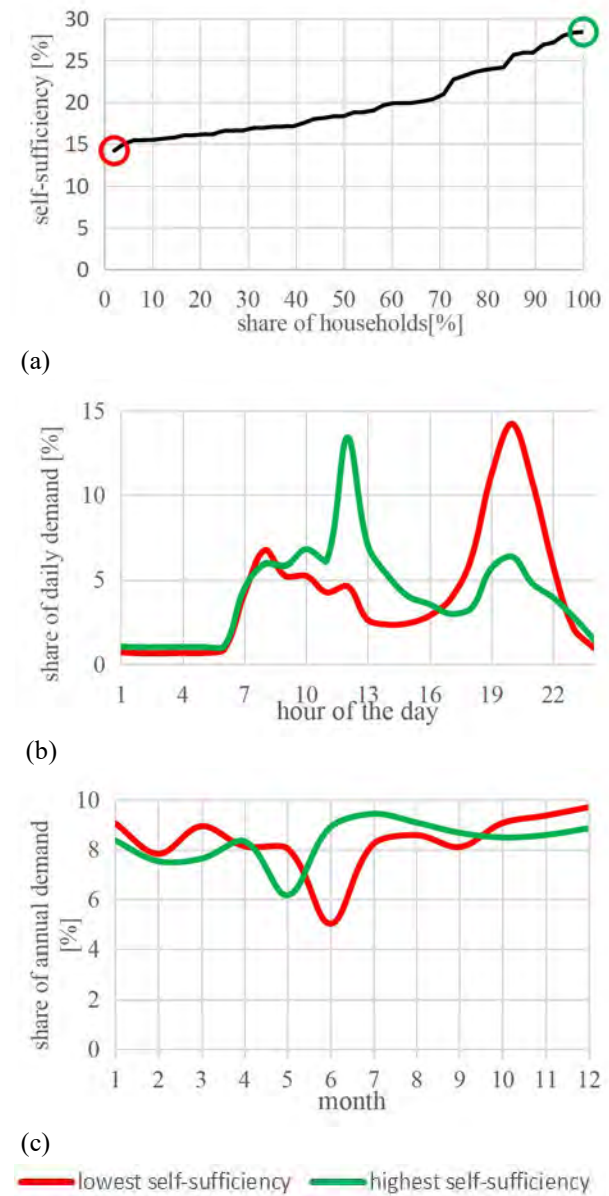 self-sufficiency [%]
30
25
20
15
10
5
0
0 10 20 30 40 50 60 70 80 90 100
share of households[%]
(a)
share of daily demand [%]
15
10
5
0
1 4 7 10 13 16 19 22
hour of the day
(b)
share of annual demand
[%]
10
8
6
4
2
0
1 2 3 4 5 6 7 8 9 10 11 12
month
(c)
lowest self-sufficiency highest self-sufficiency